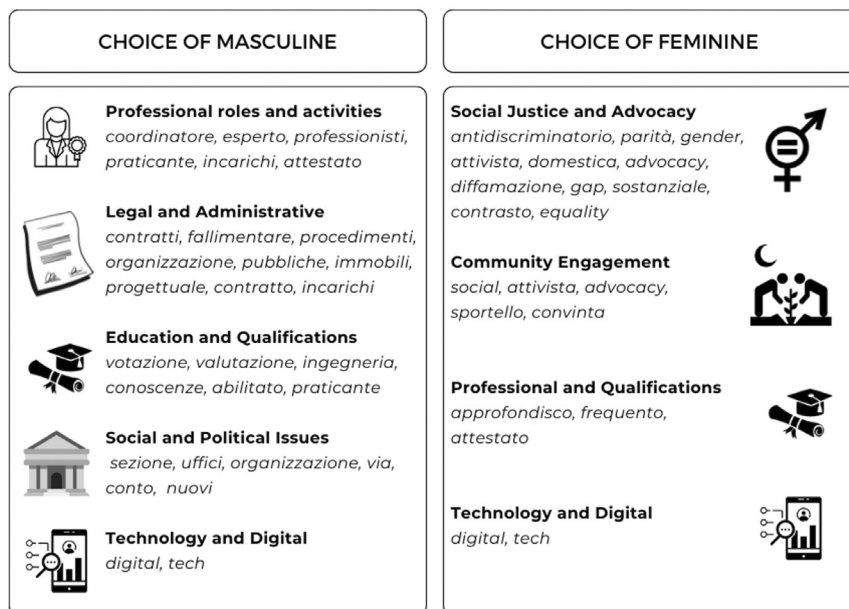 CHOICE OF MASCULINE
Professional roles and activities
coordinatore, esperto, professionisti,
praticante, incarichi, attestato
Legal and Administrative
contratti, fallimentare, procedimenti,
organizzazione, pubbliche, immobili,
progettuale, contratto, incarichi
Education and Qualifications
votazione, valutazione, ingegneria,
conoscenze, abilitato, praticante
Social and Political Issues
sezione, uffici, organizzazione, via,
conto, nuovi
Technology and Digital
digital, tech
CHOICE OF FEMININE
Social Justice and Advocacy
antidiscriminatorio, parità, gender,
attivista, domestica, advocacy,
diffamazione, gap, sostanziale,
contrasto, equality
Community Engagement
social, attivista, advocacy,
sportello, convinta
Professional and Qualifications
approfondisco, frequento,
attestato
Technology and Digital
digital, tech